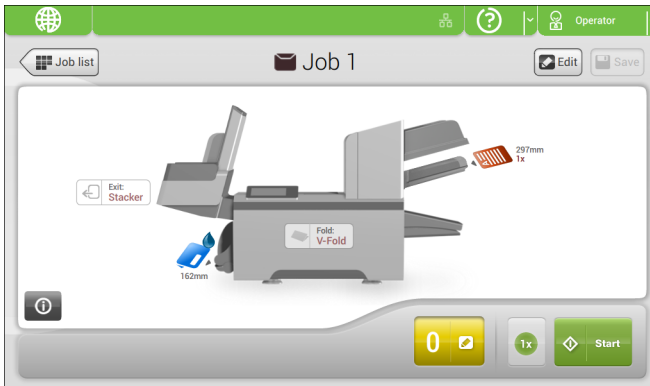 Operator
Job list
Job 1
Edit
Save
297mm
1x
Exit:
Stacker
Fold:
V-Fold
162mm
0
1x
Start